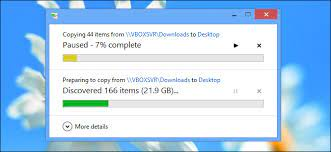 Copying 44 items from \\VBOXSVR\Downloads to Desktop
Paused - 7% complete
Preparing to copy from \\VBOXSVR\Downloads to Desktop
Discovered 166 items (21.9 GB)...
More details